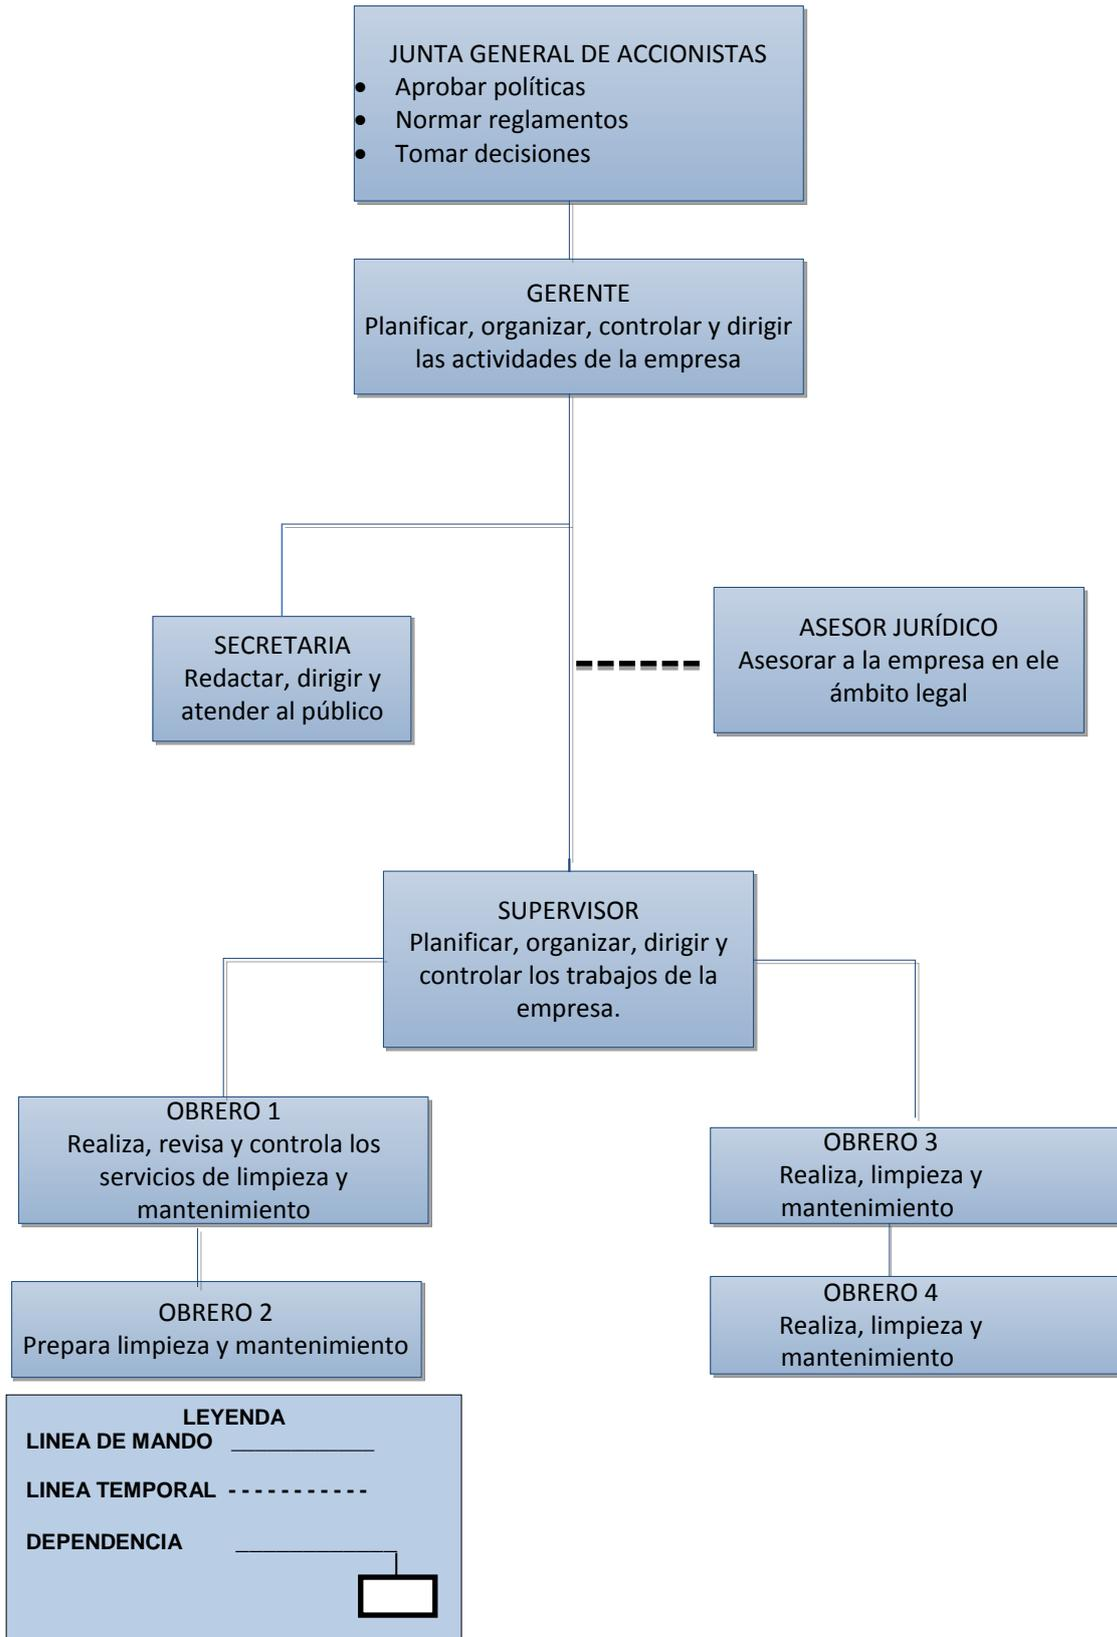 JUNTA GENERAL DE ACCIONISTAS
• Aprobar políticas
• Normar reglamentos
• Tomar decisiones
GERENTE
Planificar, organizar, controlar y dirigir
las actividades de la empresa
SECRETARIA
Redactar, dirigir y
atender al público
ASESOR JURÍDICO
Asesorar a la empresa en ele
ámbito legal
SUPERVISOR
Planificar, organizar, dirigir y
controlar los trabajos de la
empresa.
OBRERO 1
Realiza, revisa y controla los
servicios de limpieza y
mantenimiento
OBRERO 3
Realiza, limpieza y
mantenimiento
OBRERO 2
Prepara limpieza y mantenimiento
OBRERO 4
Realiza, limpieza y
mantenimiento
LEYENDA
LINEA DE MANDO ___________
LINEA TEMPORAL - - - - - - - - - - -
DEPENDENCIA ____________